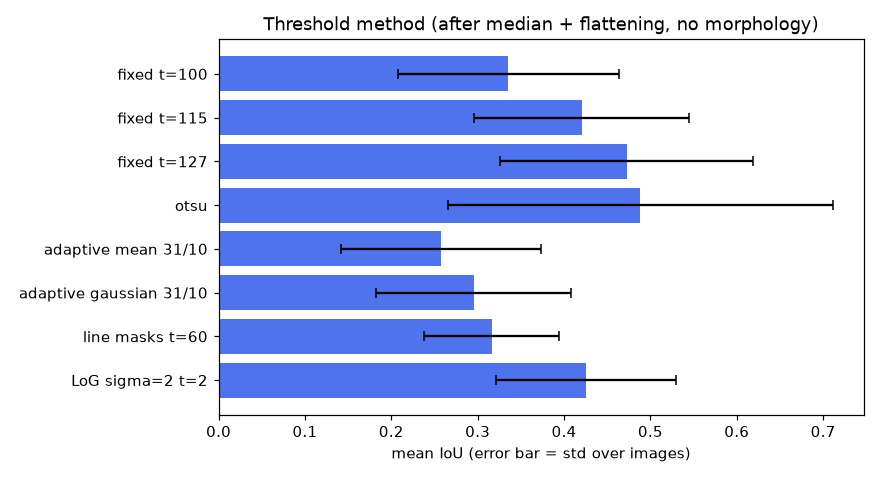 Threshold method (after median + flattening, no morphology)
fixed t=100
fixed t=115
fixed t=127
otsu
adaptive mean 31/10
adaptive gaussian 31/10
line masks t=60
LoG sigma=2 t=2
0.0 0.1 0.2 0.3 0.4 0.5 0.6 0.7
mean IoU (error bar = std over images)